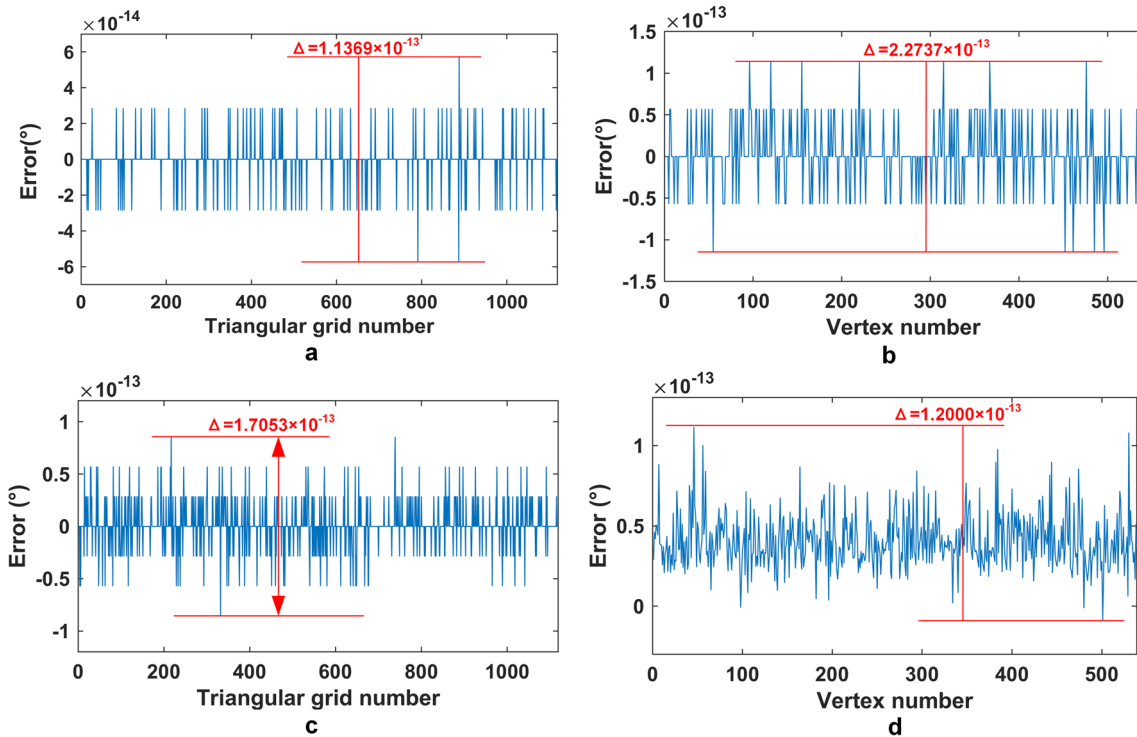 ×10⁻¹⁴
Δ=1.1369×10⁻¹³
6
4
2
0
-2
-4
-6
Error(°)
0 200 400 600 800 1000
Triangular grid number
a
×10⁻¹³
Δ=2.2737×10⁻¹³
1.5
1
0.5
0
-0.5
-1
-1.5
Error(°)
0 100 200 300 400 500
Vertex number
b
×10⁻¹³
Δ=1.7053×10⁻¹³
1
0.5
0
-0.5
-1
Error (°)
0 200 400 600 800 1000
Triangular grid number
c
×10⁻¹³
Δ=1.2000×10⁻¹³
1
0.5
0
Error (°)
0 100 200 300 400 500
Vertex number
d